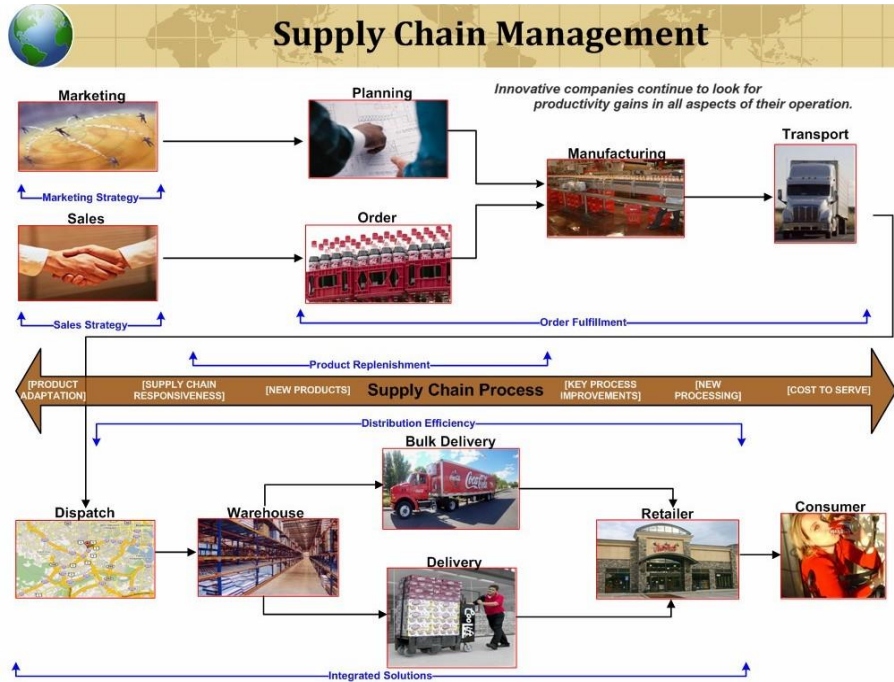 Supply Chain Management
Innovative companies continue to look for
productivity gains in all aspects of their operation.
Marketing
Planning
Manufacturing
Transport
Marketing Strategy
Sales
Order
Sales Strategy
Order Fulfillment
Product Replenishment
[PRODUCT
ADAPTATION]
[SUPPLY CHAIN
RESPONSIVENESS]
[NEW PRODUCTS]
Supply Chain Process
[KEY PROCESS
IMPROVEMENTS]
[NEW
PROCESSING]
[COST TO SERVE]
Distribution Efficiency
Bulk Delivery
Coca-Cola
Dispatch
Warehouse
Retailer
Consumer
Delivery
Integrated Solutions